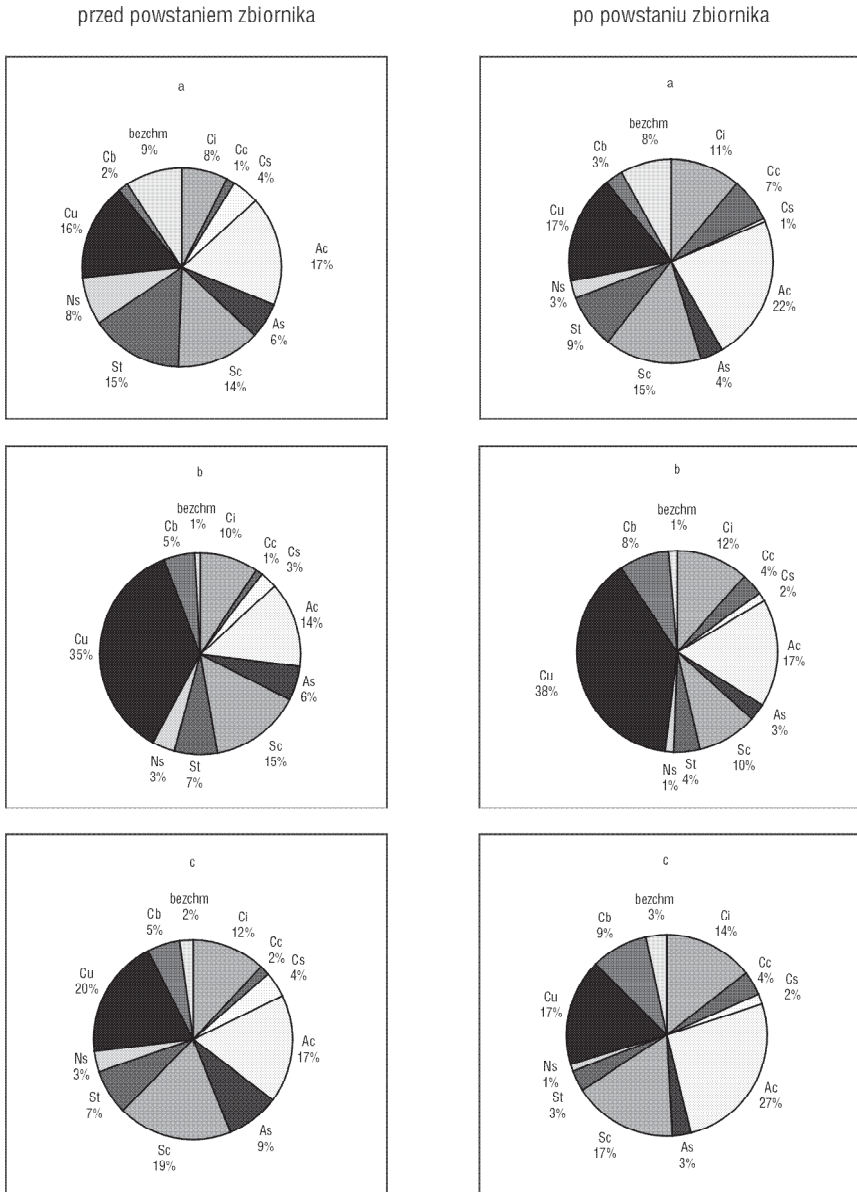 przed powstaniem zbiornika
po powstaniu zbiornika
a
bezchm
9%
Ci
8%
Cc
1%
Cs
4%
Ac
17%
As
6%
Sc
14%
St
15%
Ns
8%
Cu
16%
Cb
2%
a
bezchm
8%
Ci
11%
Cc
7%
Cs
1%
Ac
22%
As
4%
Sc
15%
St
9%
Ns
3%
Cu
17%
Cb
3%
b
bezchm
1%
Ci
10%
Cc
1%
Cs
3%
Ac
14%
As
6%
Sc
15%
St
7%
Ns
3%
Cu
35%
Cb
5%
b
bezchm
1%
Ci
12%
Cc
4%
Cs
2%
Ac
17%
As
3%
Sc
10%
St
4%
Ns
1%
Cu
38%
Cb
8%
c
bezchm
2%
Ci
12%
Cc
2%
Cs
4%
Ac
17%
As
9%
Sc
19%
St
7%
Ns
3%
Cu
20%
Cb
5%
c
bezchm
3%
Ci
14%
Cc
4%
Cs
2%
Ac
27%
As
3%
Sc
17%
St
3%
Ns
1%
Cu
17%
Cb
9%